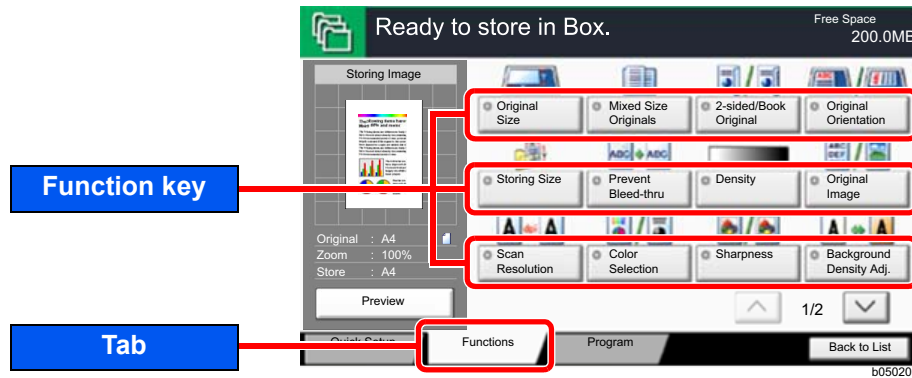 Ready to store in Box.
Free Space
200.0MB
Storing Image
Original
Size
Mixed Size
Originals
2-sided/Book
Original
Original
Orientation
Function key
Storing Size
Prevent
Bleed-thru
Density
Original
Image
Original : A4
Zoom : 100%
Store : A4
Scan
Resolution
Color
Selection
Sharpness
Background
Density Adj.
Preview
1/2
Tab
Quick Setup
Functions
Program
Back to List
b05020